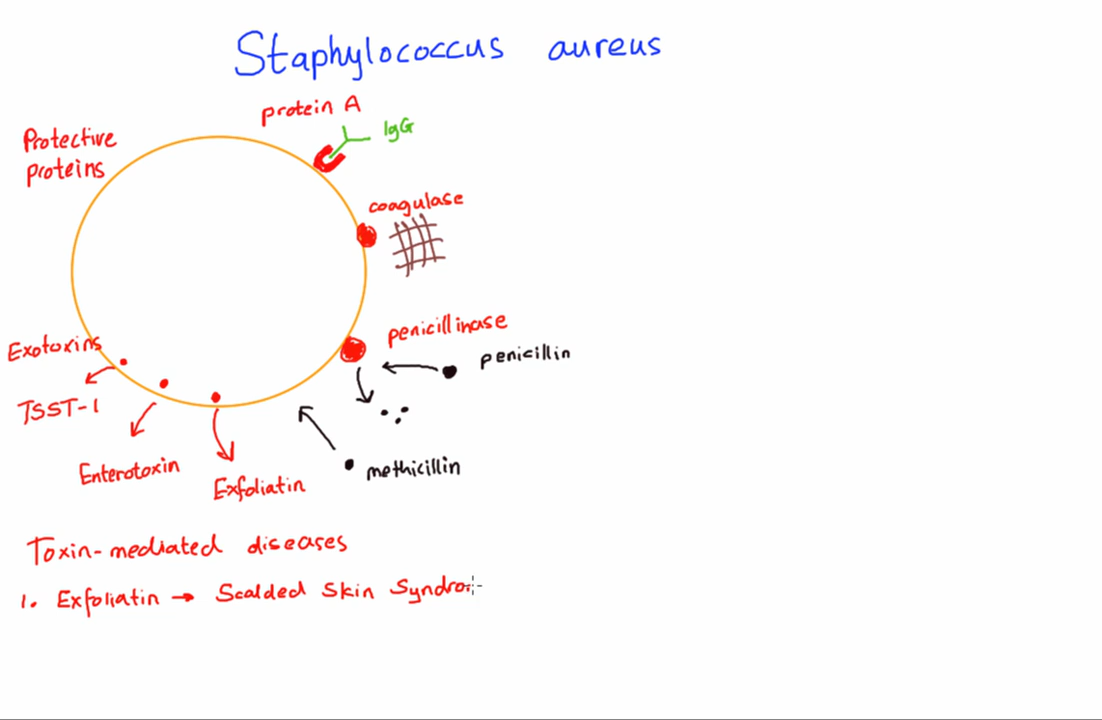 Staphylococcus aureus
protein A
IgG
Protective
proteins
coagulase
penicillinase
penicillin
Exotoxins
TSST-1
Enterotoxin
Exfoliatin
methicillin
Toxin-mediated diseases
1. Exfoliatin → Scalded Skin Syndro